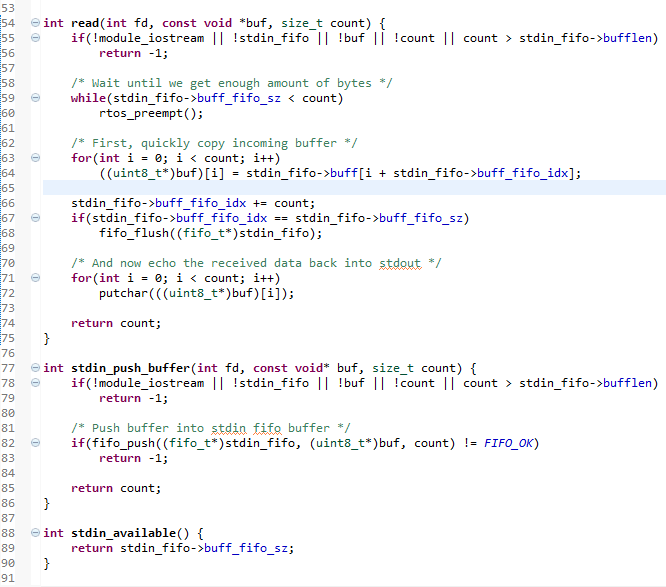 53
54 int read(int fd, const void *buf, size_t count) {
55     if(!module_iostream || !stdin_fifo || !buf || !count || count > stdin_fifo->bufflen)
56         return -1;
57
58     /* Wait until we get enough amount of bytes */
59     while(stdin_fifo->buff_fifo_sz < count)
60         rtos_preempt();
61
62     /* First, quickly copy incoming buffer */
63     for(int i = 0; i < count; i++)
64         ((uint8_t*)buf)[i] = stdin_fifo->buff[i + stdin_fifo->buff_fifo_idx];
65
66     stdin_fifo->buff_fifo_idx += count;
67     if(stdin_fifo->buff_fifo_idx == stdin_fifo->buff_fifo_sz)
68         fifo_flush((fifo_t*)stdin_fifo);
69
70     /* And now echo the received data back into stdout */
71     for(int i = 0; i < count; i++)
72         putchar(((uint8_t*)buf)[i]);
73
74     return count;
75 }
76
77 int stdin_push_buffer(int fd, const void* buf, size_t count) {
78     if(!module_iostream || !stdin_fifo || !buf || !count || count > stdin_fifo->bufflen)
79         return -1;
80
81     /* Push buffer into stdin fifo buffer */
82     if(fifo_push((fifo_t*)stdin_fifo, (uint8_t*)buf, count) != FIFO_OK)
83         return -1;
84
85     return count;
86 }
87
88 int stdin_available() {
89     return stdin_fifo->buff_fifo_sz;
90 }
91